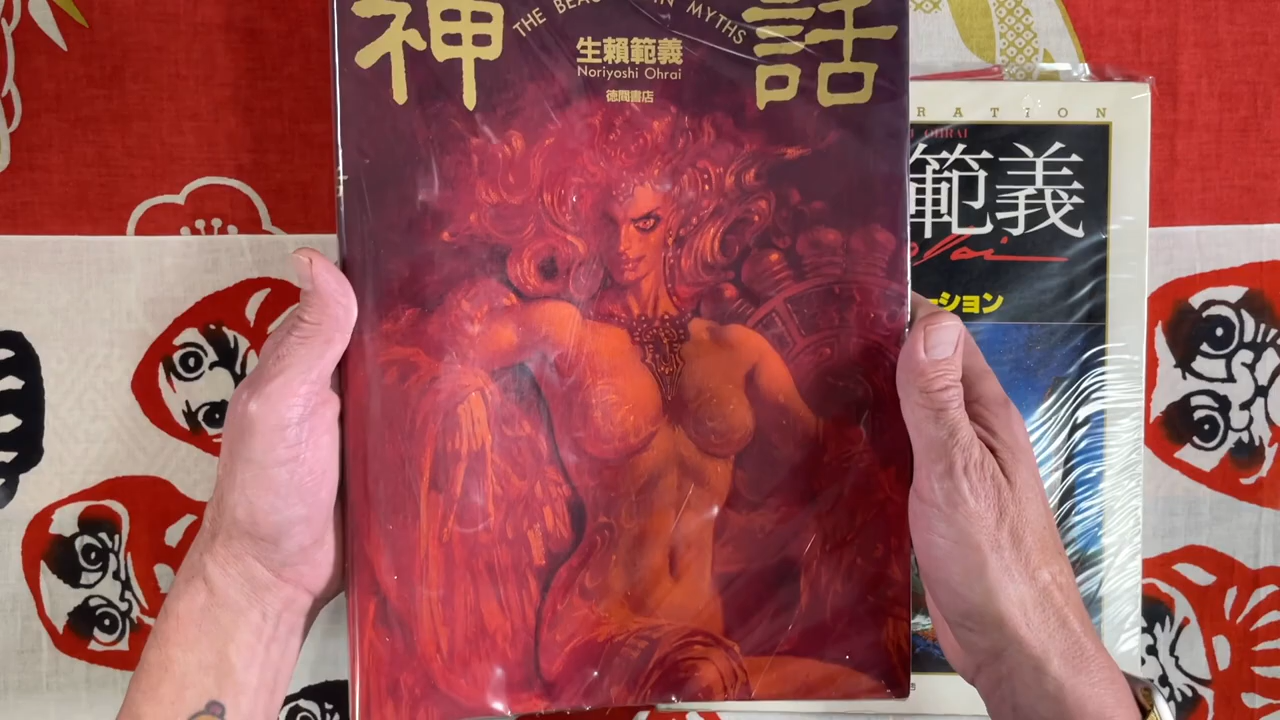 神話
THE BEAU IN MYTHS
生賴範義
Noriyoshi Ohrai
徳間書店
RATION
OHRAI
範義
ーション